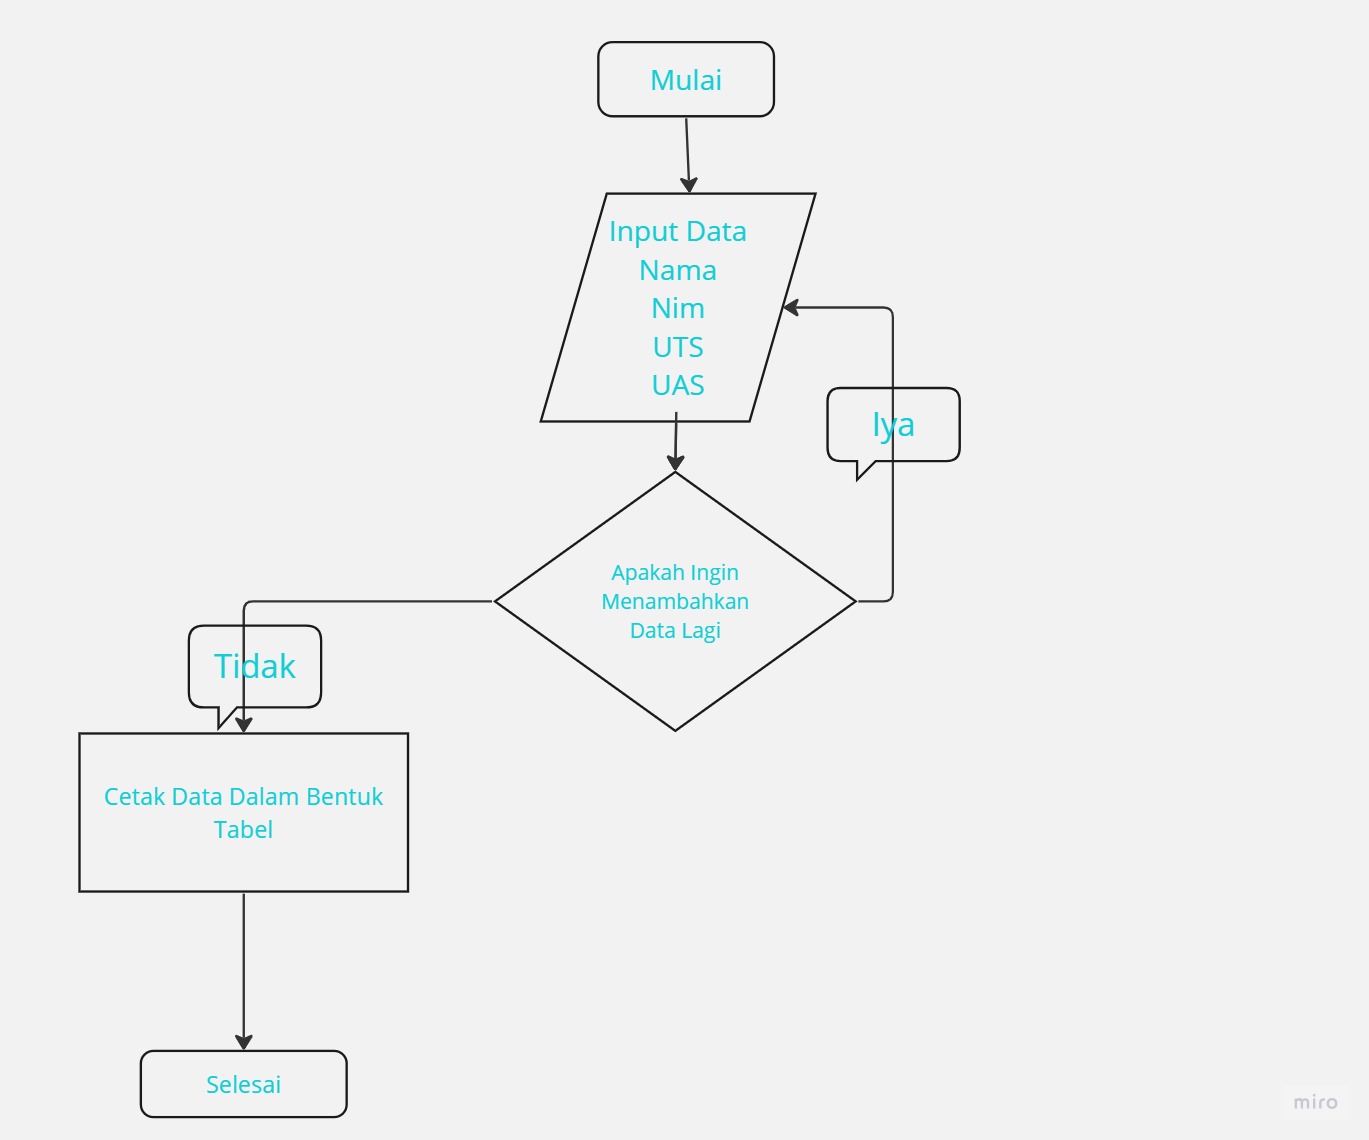 Mulai
Input Data
Nama
Nim
UTS
UAS
Iya
Apakah Ingin
Menambahkan
Data Lagi
Tidak
Cetak Data Dalam Bentuk
Tabel
Selesai
miro